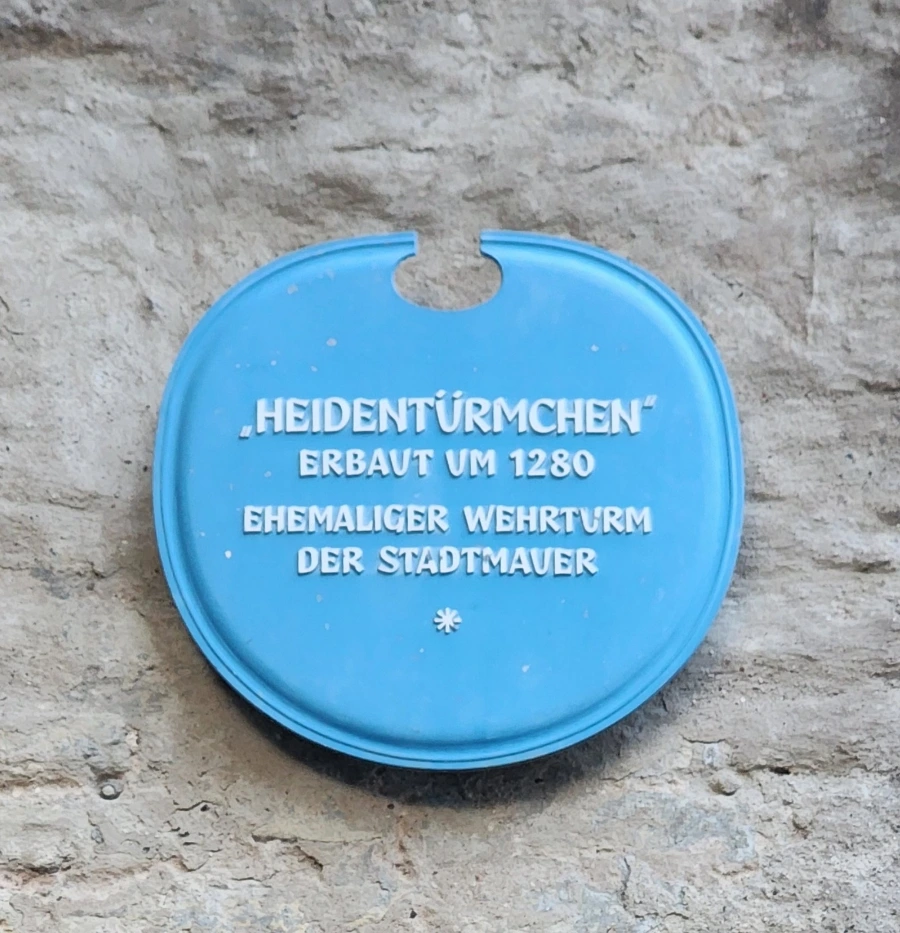 „HEIDENTÜRMCHEN“
ERBAUT UM 1280
EHEMALIGER WEHRTURM
DER STADTMAUER